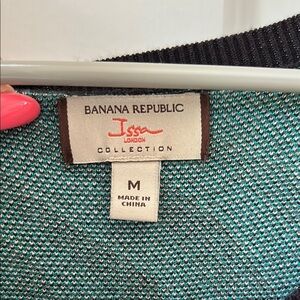 BANANA REPUBLIC
Issa
LONDON
COLLECTION
M
MADE IN
CHINA